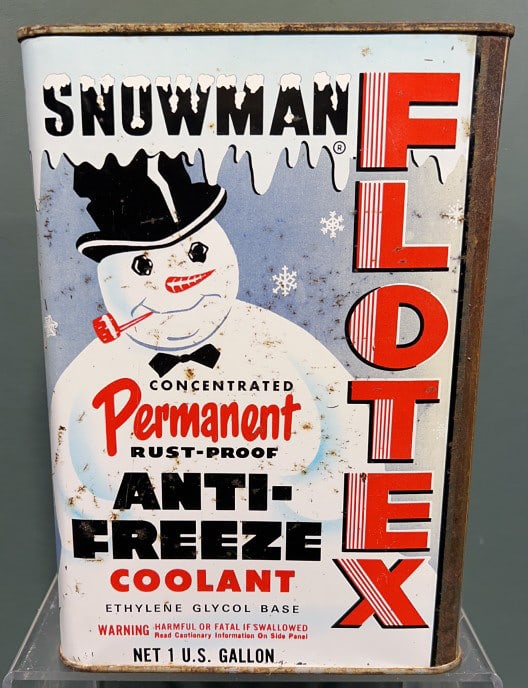 SNOWMAN
®
FLOTEX
CONCENTRATED
Permanent
RUST-PROOF
ANTI-
FREEZE
COOLANT
ETHYLENE GLYCOL BASE
WARNING HARMFUL OR FATAL IF SWALLOWED
Read Cautionary Information On Side Panel
NET 1 U.S. GALLON